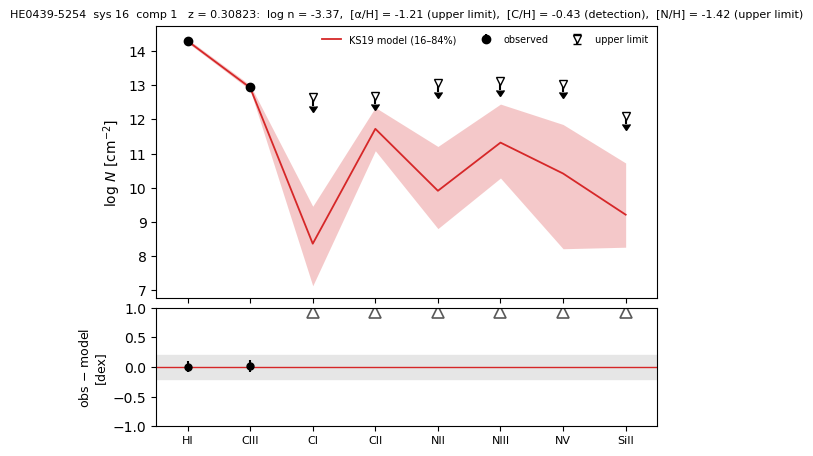 HE0439-5254  sys 16  comp 1   z = 0.30823:  log n = -3.37,  [α/H] = -1.21 (upper limit),  [C/H] = -0.43 (detection),  [N/H] = -1.42 (upper limit)
KS19 model (16–84%)
observed
upper limit
14
13
12
11
10
9
8
7
log N [cm⁻²]
1.0
0.5
0.0
−0.5
−1.0
obs − model
[dex]
HI
CIII
CI
CII
NII
NIII
NV
SiII